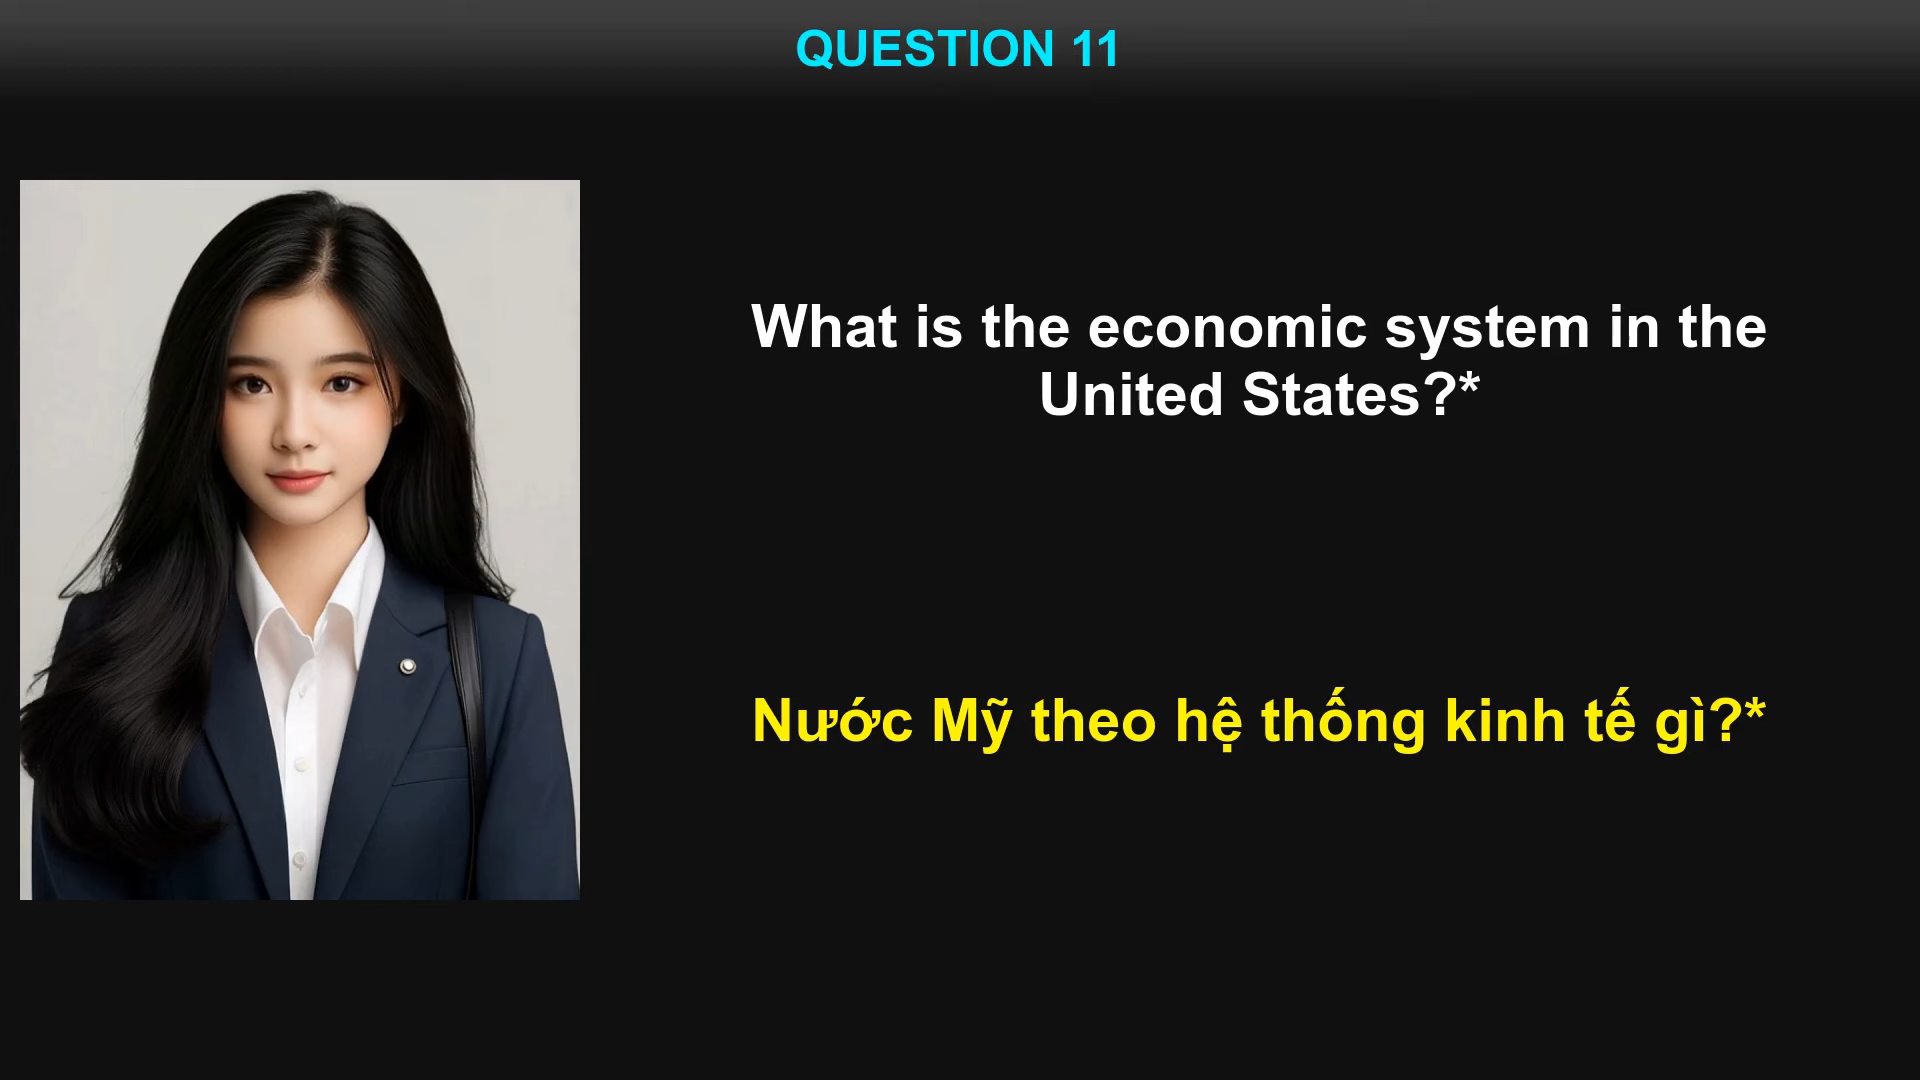 QUESTION 11
What is the economic system in the
United States?*
Nước Mỹ theo hệ thống kinh tế gì?*